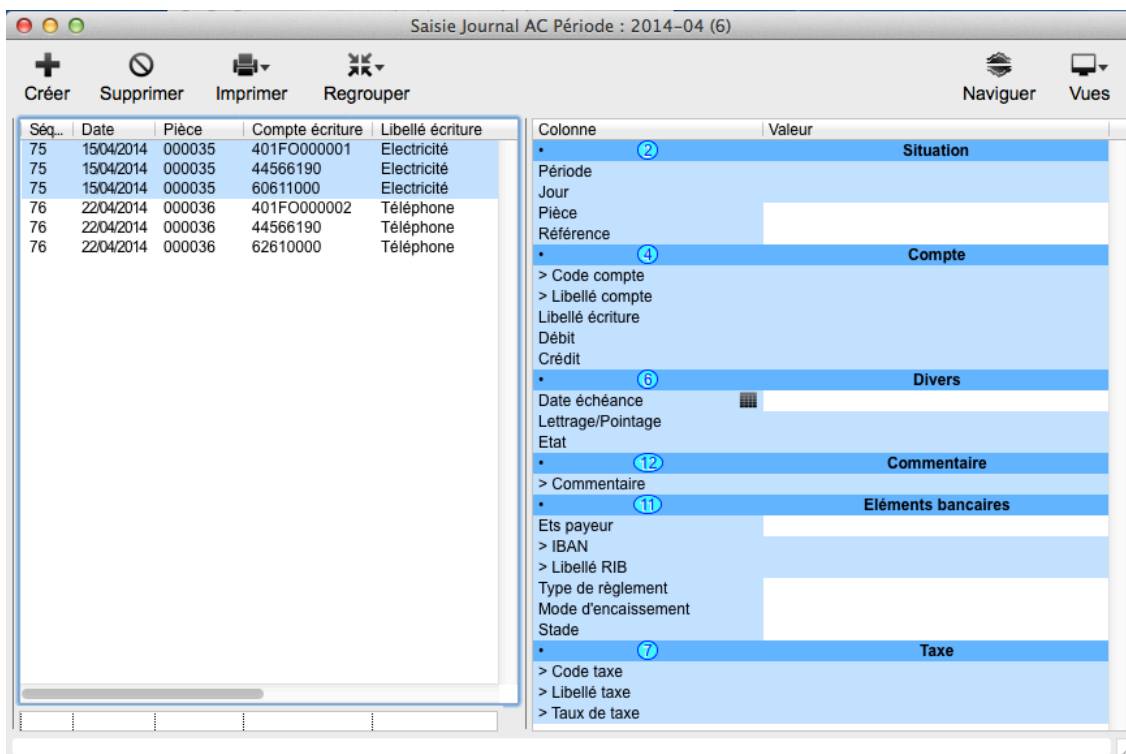 Saisie Journal AC Période : 2014-04 (6)
Créer Supprimer Imprimer Regrouper Naviguer Vues
Séq... Date Pièce Compte écriture Libellé écriture
75 15/04/2014 000035 401FO000001 Electricité
75 15/04/2014 000035 44566190 Electricité
75 15/04/2014 000035 60611000 Electricité
76 22/04/2014 000036 401FO000002 Téléphone
76 22/04/2014 000036 44566190 Téléphone
76 22/04/2014 000036 62610000 Téléphone
Colonne Valeur
• 2 Situation
Période
Jour
Pièce
Référence
• 4 Compte
> Code compte
> Libellé compte
Libellé écriture
Débit
Crédit
• 6 Divers
Date échéance
Lettrage/Pointage
Etat
• 12 Commentaire
> Commentaire
• 11 Eléments bancaires
Ets payeur
> IBAN
> Libellé RIB
Type de règlement
Mode d'encaissement
Stade
• 7 Taxe
> Code taxe
> Libellé taxe
> Taux de taxe